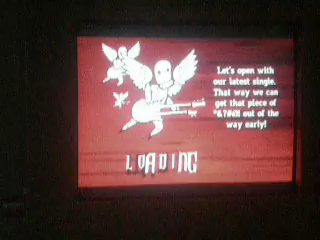 Let's open with
our latest single.
That way we can
get that piece of
*&?#%! out of the
way early!
LOADING